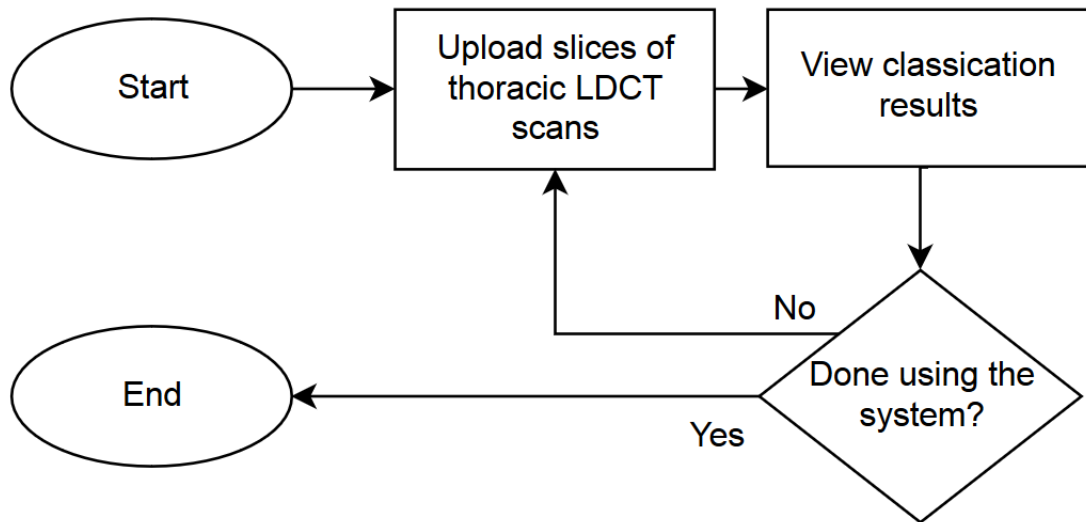 Start
Upload slices of
thoracic LDCT
scans
View classication
results
No
Done using the
system?
Yes
End